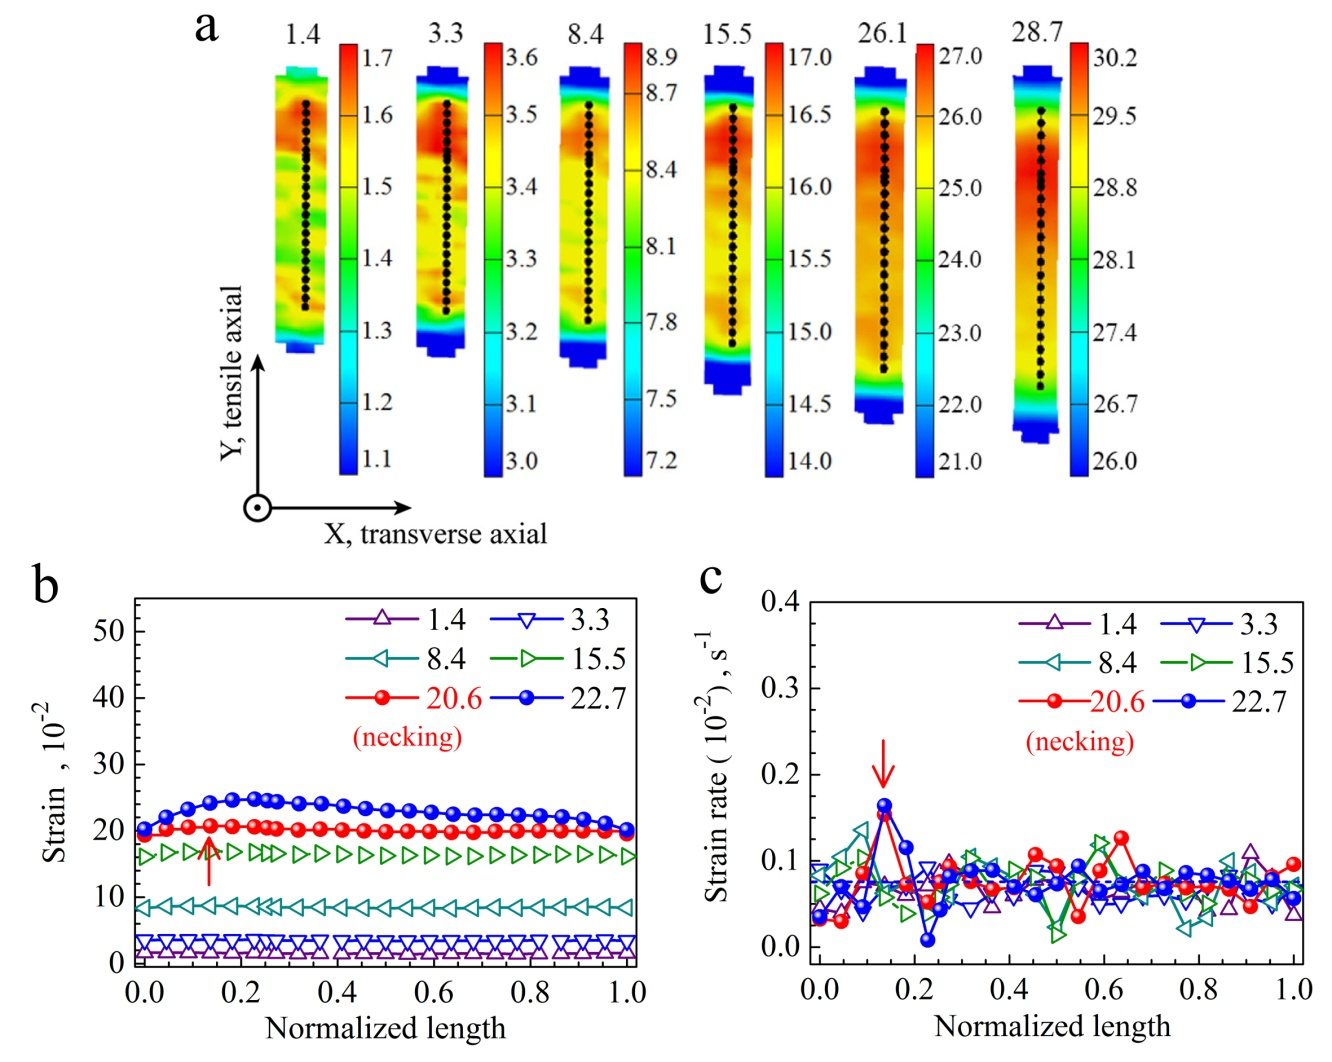 a
1.4 3.3 8.4 15.5 26.1 28.7
1.7 3.6 8.9 17.0 27.0 30.2
1.6 3.5 8.7 16.5 26.0 29.5
1.5 3.4 8.4 16.0 25.0 28.8
1.4 3.3 8.1 15.5 24.0 28.1
1.3 3.2 7.8 15.0 23.0 27.4
1.2 3.1 7.5 14.5 22.0 26.7
1.1 3.0 7.2 14.0 21.0 26.0
Y, tensile axial
X, transverse axial
b
Strain , 10-2
50
40
30
20
10
0
1.4 3.3
8.4 15.5
20.6 22.7
(necking)
0.0 0.2 0.4 0.6 0.8 1.0
Normalized length
c
Strain rate ( 10-2) , s-1
0.4
0.3
0.2
0.1
0.0
1.4 3.3
8.4 15.5
20.6 22.7
(necking)
0.0 0.2 0.4 0.6 0.8 1.0
Normalized length